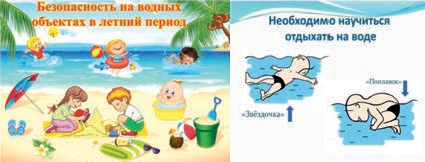 Безопасность на водных
объектах в летний период
Необходимо научиться
отдыхать на воде
«Поплавок»
«Звёздочка»